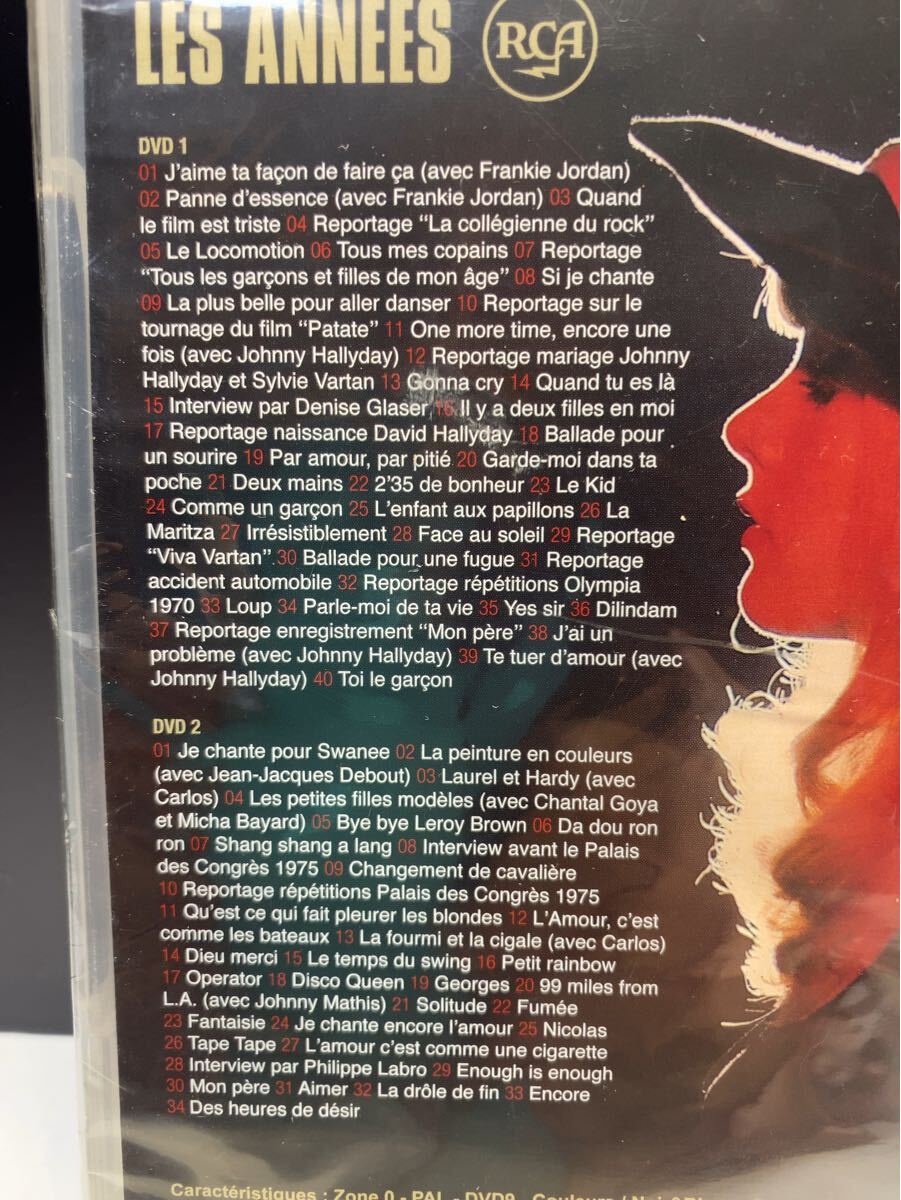 LES ANNÉES RCA
DVD 1
01 J'aime ta façon de faire ça (avec Frankie Jordan)
02 Panne d'essence (avec Frankie Jordan) 03 Quand
le film est triste 04 Reportage “La collégienne du rock”
05 Le Locomotion 06 Tous mes copains 07 Reportage
“Tous les garçons et filles de mon âge” 08 Si je chante
09 La plus belle pour aller danser 10 Reportage sur le
tournage du film “Patate” 11 One more time, encore une
fois (avec Johnny Hallyday) 12 Reportage mariage Johnny
Hallyday et Sylvie Vartan 13 Gonna cry 14 Quand tu es là
15 Interview par Denise Glaser 16 Il y a deux filles en moi
17 Reportage naissance David Hallyday 18 Ballade pour
un sourire 19 Par amour, par pitié 20 Garde-moi dans ta
poche 21 Deux mains 22 2'35 de bonheur 23 Le Kid
24 Comme un garçon 25 L'enfant aux papillons 26 La
Maritza 27 Irrésistiblement 28 Face au soleil 29 Reportage
“Viva Vartan” 30 Ballade pour une fugue 31 Reportage
accident automobile 32 Reportage répétitions Olympia
1970 33 Loup 34 Parle-moi de ta vie 35 Yes sir 36 Dilindam
37 Reportage enregistrement “Mon père” 38 J'ai un
problème (avec Johnny Hallyday) 39 Te tuer d'amour (avec
Johnny Hallyday) 40 Toi le garçon
DVD 2
01 Je chante pour Swanee 02 La peinture en couleurs
(avec Jean-Jacques Debout) 03 Laurel et Hardy (avec
Carlos) 04 Les petites filles modèles (avec Chantal Goya
et Micha Bayard) 05 Bye bye Leroy Brown 06 Da dou ron
ron 07 Shang shang a lang 08 Interview avant le Palais
des Congrès 1975 09 Changement de cavalière
10 Reportage répétitions Palais des Congrès 1975
11 Qu'est ce qui fait pleurer les blondes 12 L'Amour, c'est
comme les bateaux 13 La fourmi et la cigale (avec Carlos)
14 Dieu merci 15 Le temps du swing 16 Petit rainbow
17 Operator 18 Disco Queen 19 Georges 20 99 miles from
L.A. (avec Johnny Mathis) 21 Solitude 22 Fumée
23 Fantaisie 24 Je chante encore l'amour 25 Nicolas
26 Tape Tape 27 L'amour c'est comme une cigarette
28 Interview par Philippe Labro 29 Enough is enough
30 Mon père 31 Aimer 32 La drôle de fin 33 Encore
34 Des heures de désir
Caractéristiques : Zone 0 - PAL - DVD9 - Couleurs /